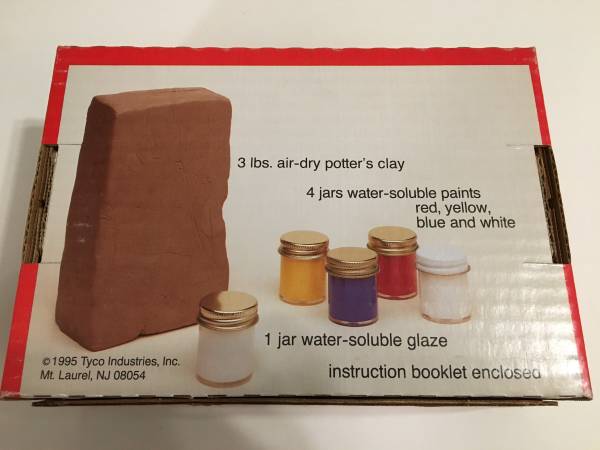 3 lbs. air-dry potter's clay
4 jars water-soluble paints
red, yellow,
blue and white
1 jar water-soluble glaze
©1995 Tyco Industries, Inc.
Mt. Laurel, NJ 08054
instruction booklet enclosed